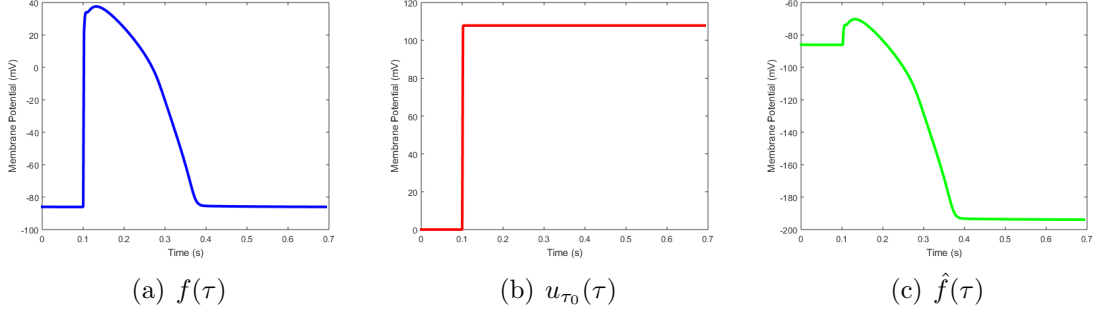 Membrane Potential (mV)
40
20
0
-20
-40
-60
-80
-100
0 0.1 0.2 0.3 0.4 0.5 0.6 0.7
Time (s)
(a) f(τ)
Membrane Potential (mV)
120
100
80
60
40
20
0
0 0.1 0.2 0.3 0.4 0.5 0.6 0.7
Time (s)
(b) u_{τ_0}(τ)
Membrane Potential (mV)
-60
-80
-100
-120
-140
-160
-180
-200
0 0.1 0.2 0.3 0.4 0.5 0.6 0.7
Time (s)
(c) f̂(τ)